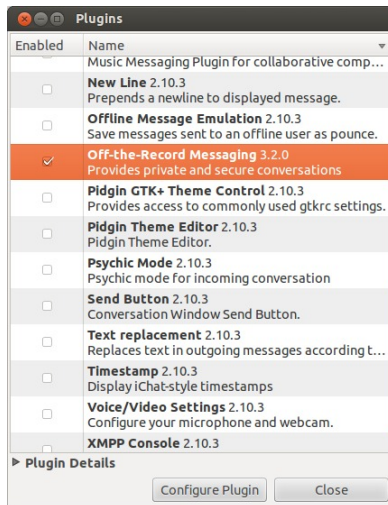 Plugins
Enabled Name
Music Messaging Plugin for collaborative comp...
New Line 2.10.3
Prepends a newline to displayed message.
Offline Message Emulation 2.10.3
Save messages sent to an offline user as pounce.
Off-the-Record Messaging 3.2.0
Provides private and secure conversations
Pidgin GTK+ Theme Control 2.10.3
Provides access to commonly used gtkrc settings.
Pidgin Theme Editor 2.10.3
Pidgin Theme Editor.
Psychic Mode 2.10.3
Psychic mode for incoming conversation
Send Button 2.10.3
Conversation Window Send Button.
Text replacement 2.10.3
Replaces text in outgoing messages according t...
Timestamp 2.10.3
Display iChat-style timestamps
Voice/Video Settings 2.10.3
Configure your microphone and webcam.
XMPP Console 2.10.3
Plugin Details
Configure Plugin Close